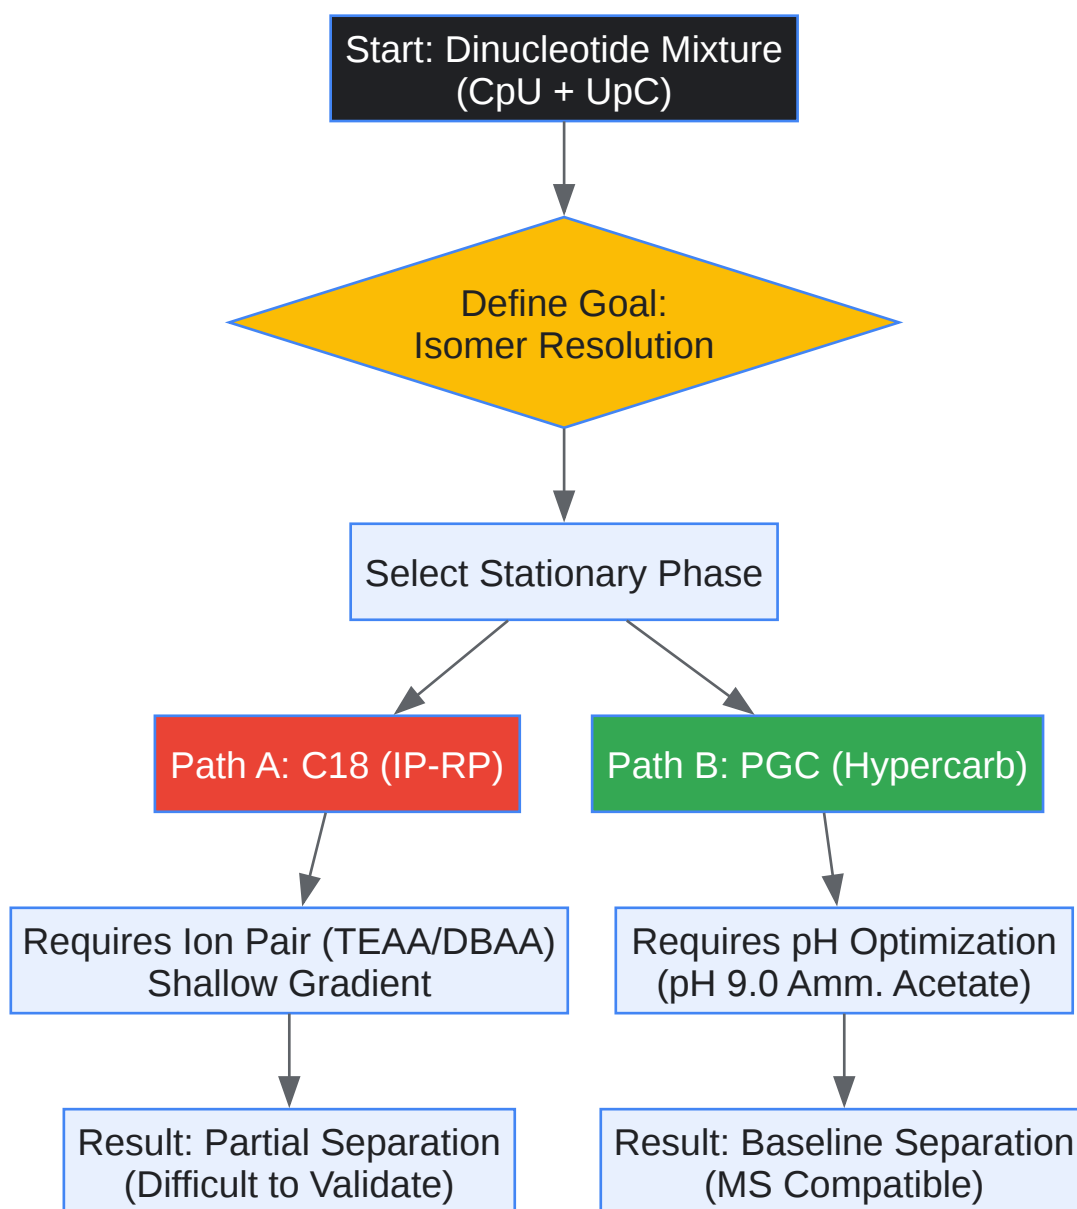 Start: Dinucleotide Mixture
(CpU + UpC)
Define Goal:
Isomer Resolution
Select Stationary Phase
Path A: C18 (IP-RP)
Path B: PGC (Hypercarb)
Requires Ion Pair (TEAA/DBAA)
Shallow Gradient
Requires pH Optimization
(pH 9.0 Amm. Acetate)
Result: Partial Separation
(Difficult to Validate)
Result: Baseline Separation
(MS Compatible)